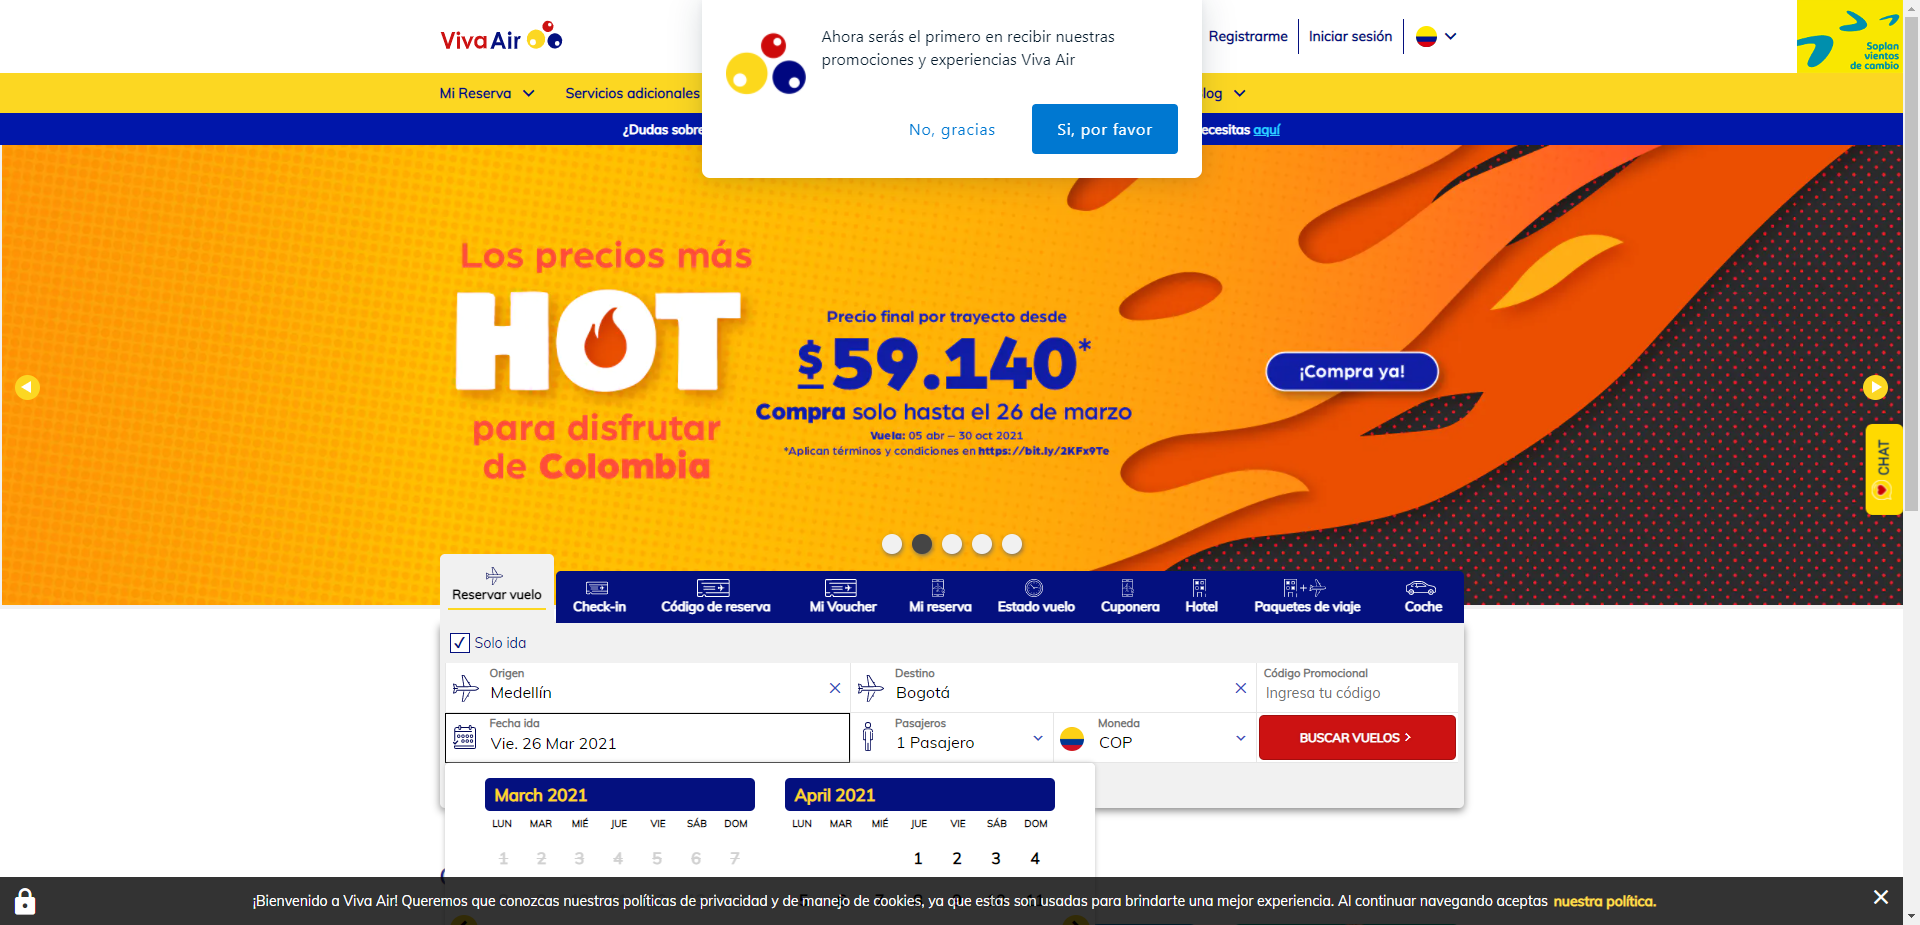 Viva Air
Ahora serás el primero en recibir nuestras
promociones y experiencias Viva Air
No, gracias
Si, por favor
Registrarme
Iniciar sesión
Soplan
vientos
de cambio
Mi Reserva
Servicios adicionales
log
¿Dudas sobre
ecesitas aquí
Los precios más
HOT
para disfrutar
de Colombia
Precio final por trayecto desde
$59.140*
Compra solo hasta el 26 de marzo
Vuela: 05 abr – 30 oct 2021
*Aplican términos y condiciones en https://bit.ly/2KFx9Te
¡Compra ya!
CHAT
Reservar vuelo
Check-in
Código de reserva
Mi Voucher
Mi reserva
Estado vuelo
Cuponera
Hotel
Paquetes de viaje
Coche
Solo ida
Origen
Medellín
Destino
Bogotá
Código Promocional
Ingresa tu código
Fecha ida
Vie. 26 Mar 2021
Pasajeros
1 Pasajero
Moneda
COP
BUSCAR VUELOS
March 2021
April 2021
LUN MAR MIÉ JUE VIE SÁB DOM
LUN MAR MIÉ JUE VIE SÁB DOM
1 2 3 4 5 6 7
1 2 3 4
¡Bienvenido a Viva Air! Queremos que conozcas nuestras políticas de privacidad y de manejo de cookies, ya que estas son usadas para brindarte una mejor experiencia. Al continuar navegando aceptas nuestra política.